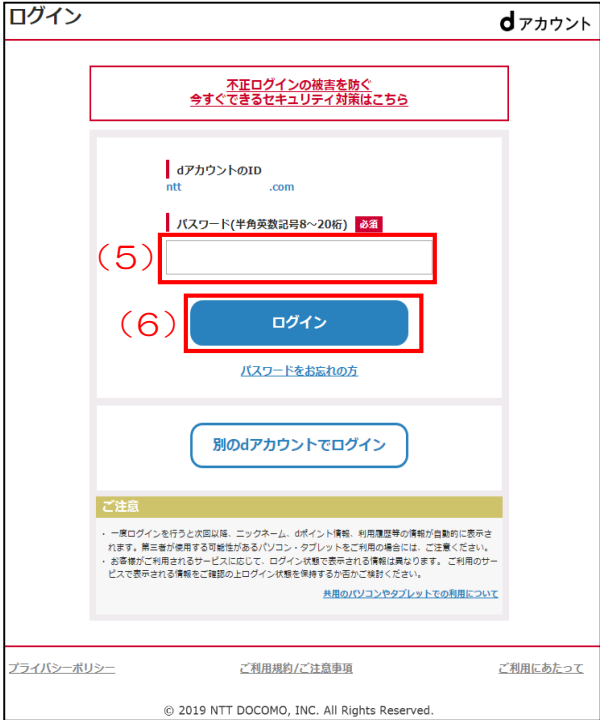 ログイン
dアカウント
不正ログインの被害を防ぐ
今すぐできるセキュリティ対策はこちら
dアカウントのID
ntt .com
パスワード(半角英数記号8～20桁) 必須
(5)
(6) ログイン
パスワードをお忘れの方
別のdアカウントでログイン
ご注意
・ 一度ログインを行うと次回以降、ニックネーム、dポイント情報、利用履歴等の情報が自動的に表示さ
れます。第三者が使用する可能性があるパソコン・タブレットをご利用の場合には、ご注意ください。
・ お客様がご利用されるサービスに応じて、ログイン状態で表示される情報は異なります。ご利用のサー
ビスで表示される情報をご確認の上ログイン状態を保持するか否かご検討ください。
共用のパソコンやタブレットでの利用について
プライバシーポリシー ご利用規約/ご注意事項 ご利用にあたって
© 2019 NTT DOCOMO, INC. All Rights Reserved.